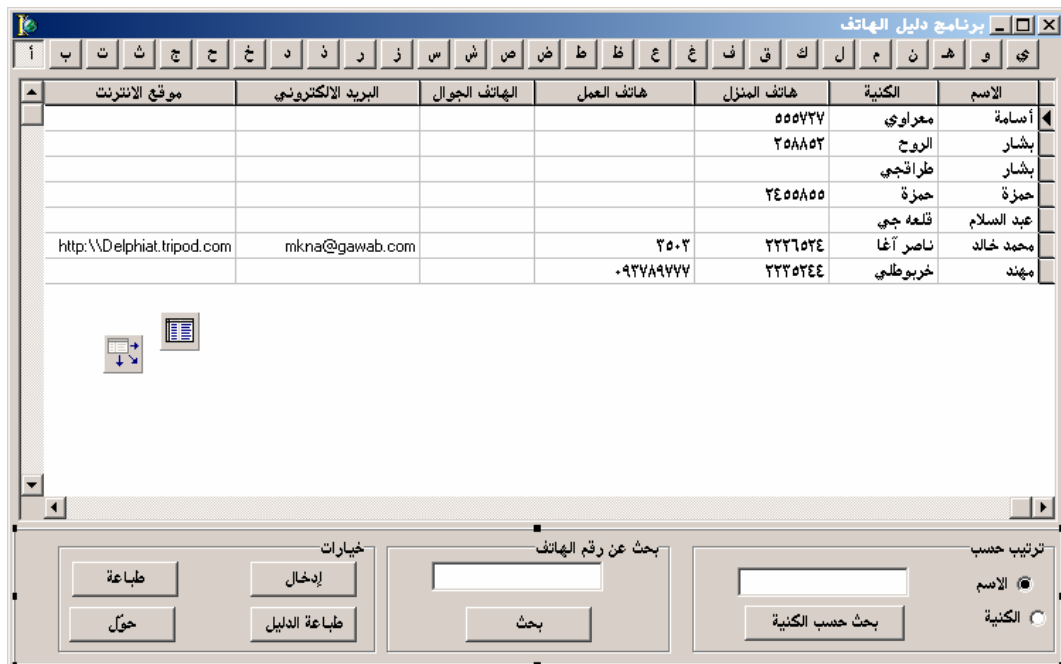 برنامج دليل الهاتف
أ ب ت ث ج ح خ د ذ ر ز س ش ص ض ط ظ ع غ ف ق ك ل م ن هـ و ي
الاسم الكنية هاتف المنزل هاتف العمل الهاتف الجوال البريد الالكتروني موقع الانترنت
أسامة معراوي ٥٥٥٧٢٧
بشار الروح ٢٥٨٨٥٢
بشار طراقجي
حمزة حمزة ٢٤٥٥٨٥٥
عبد السلام قلعه جي
محمد خالد ناصر آغا ٢٢٢٦٥٢٤ ٣٥٠٣ mkna@gawab.com http:\\Delphiat.tripod.com
مهند خربوطلي ٢٢٣٥٢٤٤ ٠٩٣٧٨٩٧٧٧
ترتيب حسب
الاسم
الكنية
بحث حسب الكنية
بحث عن رقم الهاتف
بحث
خيارات
إدخال طباعة
طباعة الدليل حوّل